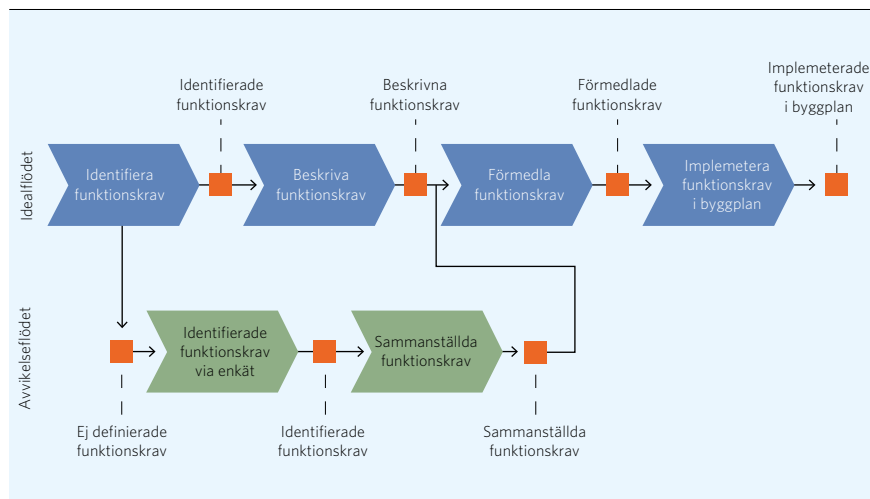 Identifierade
funktionskrav
Beskrivna
funktionskrav
Förmedlade
funktionskrav
Implemeterade
funktionskrav
i byggplan
Idealflödet
Identifiera
funktionskrav
Beskriva
funktionskrav
Förmedla
funktionskrav
Implemetera
funktionskrav
i byggplan
Avvikelseflödet
Identifierade
funktionskrav
via enkät
Sammanställda
funktionskrav
Ej definierade
funktionskrav
Identifierade
funktionskrav
Sammanställda
funktionskrav